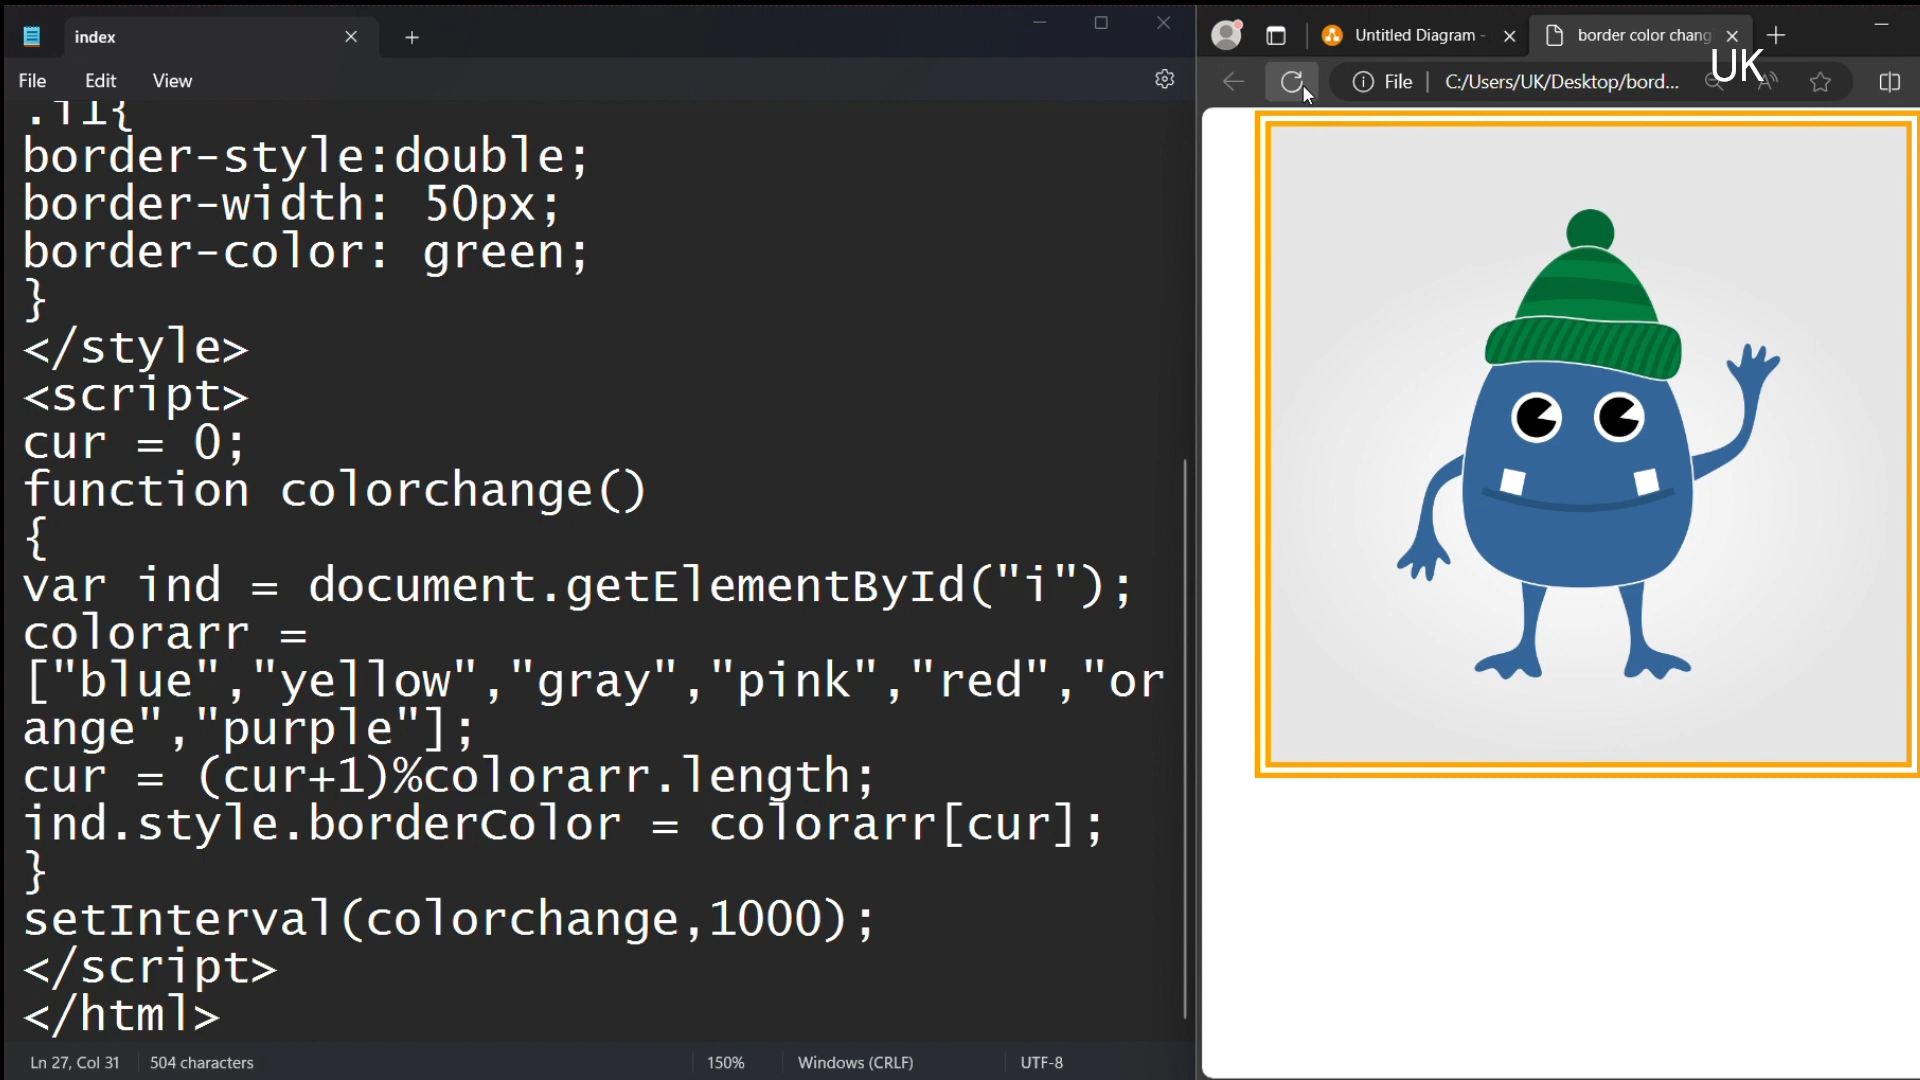 index
File Edit View
border-style:double;
border-width: 50px;
border-color: green;
}
</style>
<script>
cur = 0;
function colorchange()
{
var ind = document.getElementById("i");
colorarr =
["blue","yellow","gray","pink","red","or
ange","purple"];
cur = (cur+1)%colorarr.length;
ind.style.borderColor = colorarr[cur];
}
setInterval(colorchange,1000);
</script>
</html>
Ln 27, Col 31 504 characters 150% Windows (CRLF) UTF-8
Untitled Diagram - border color chang
UK
File C:/Users/UK/Desktop/bord...